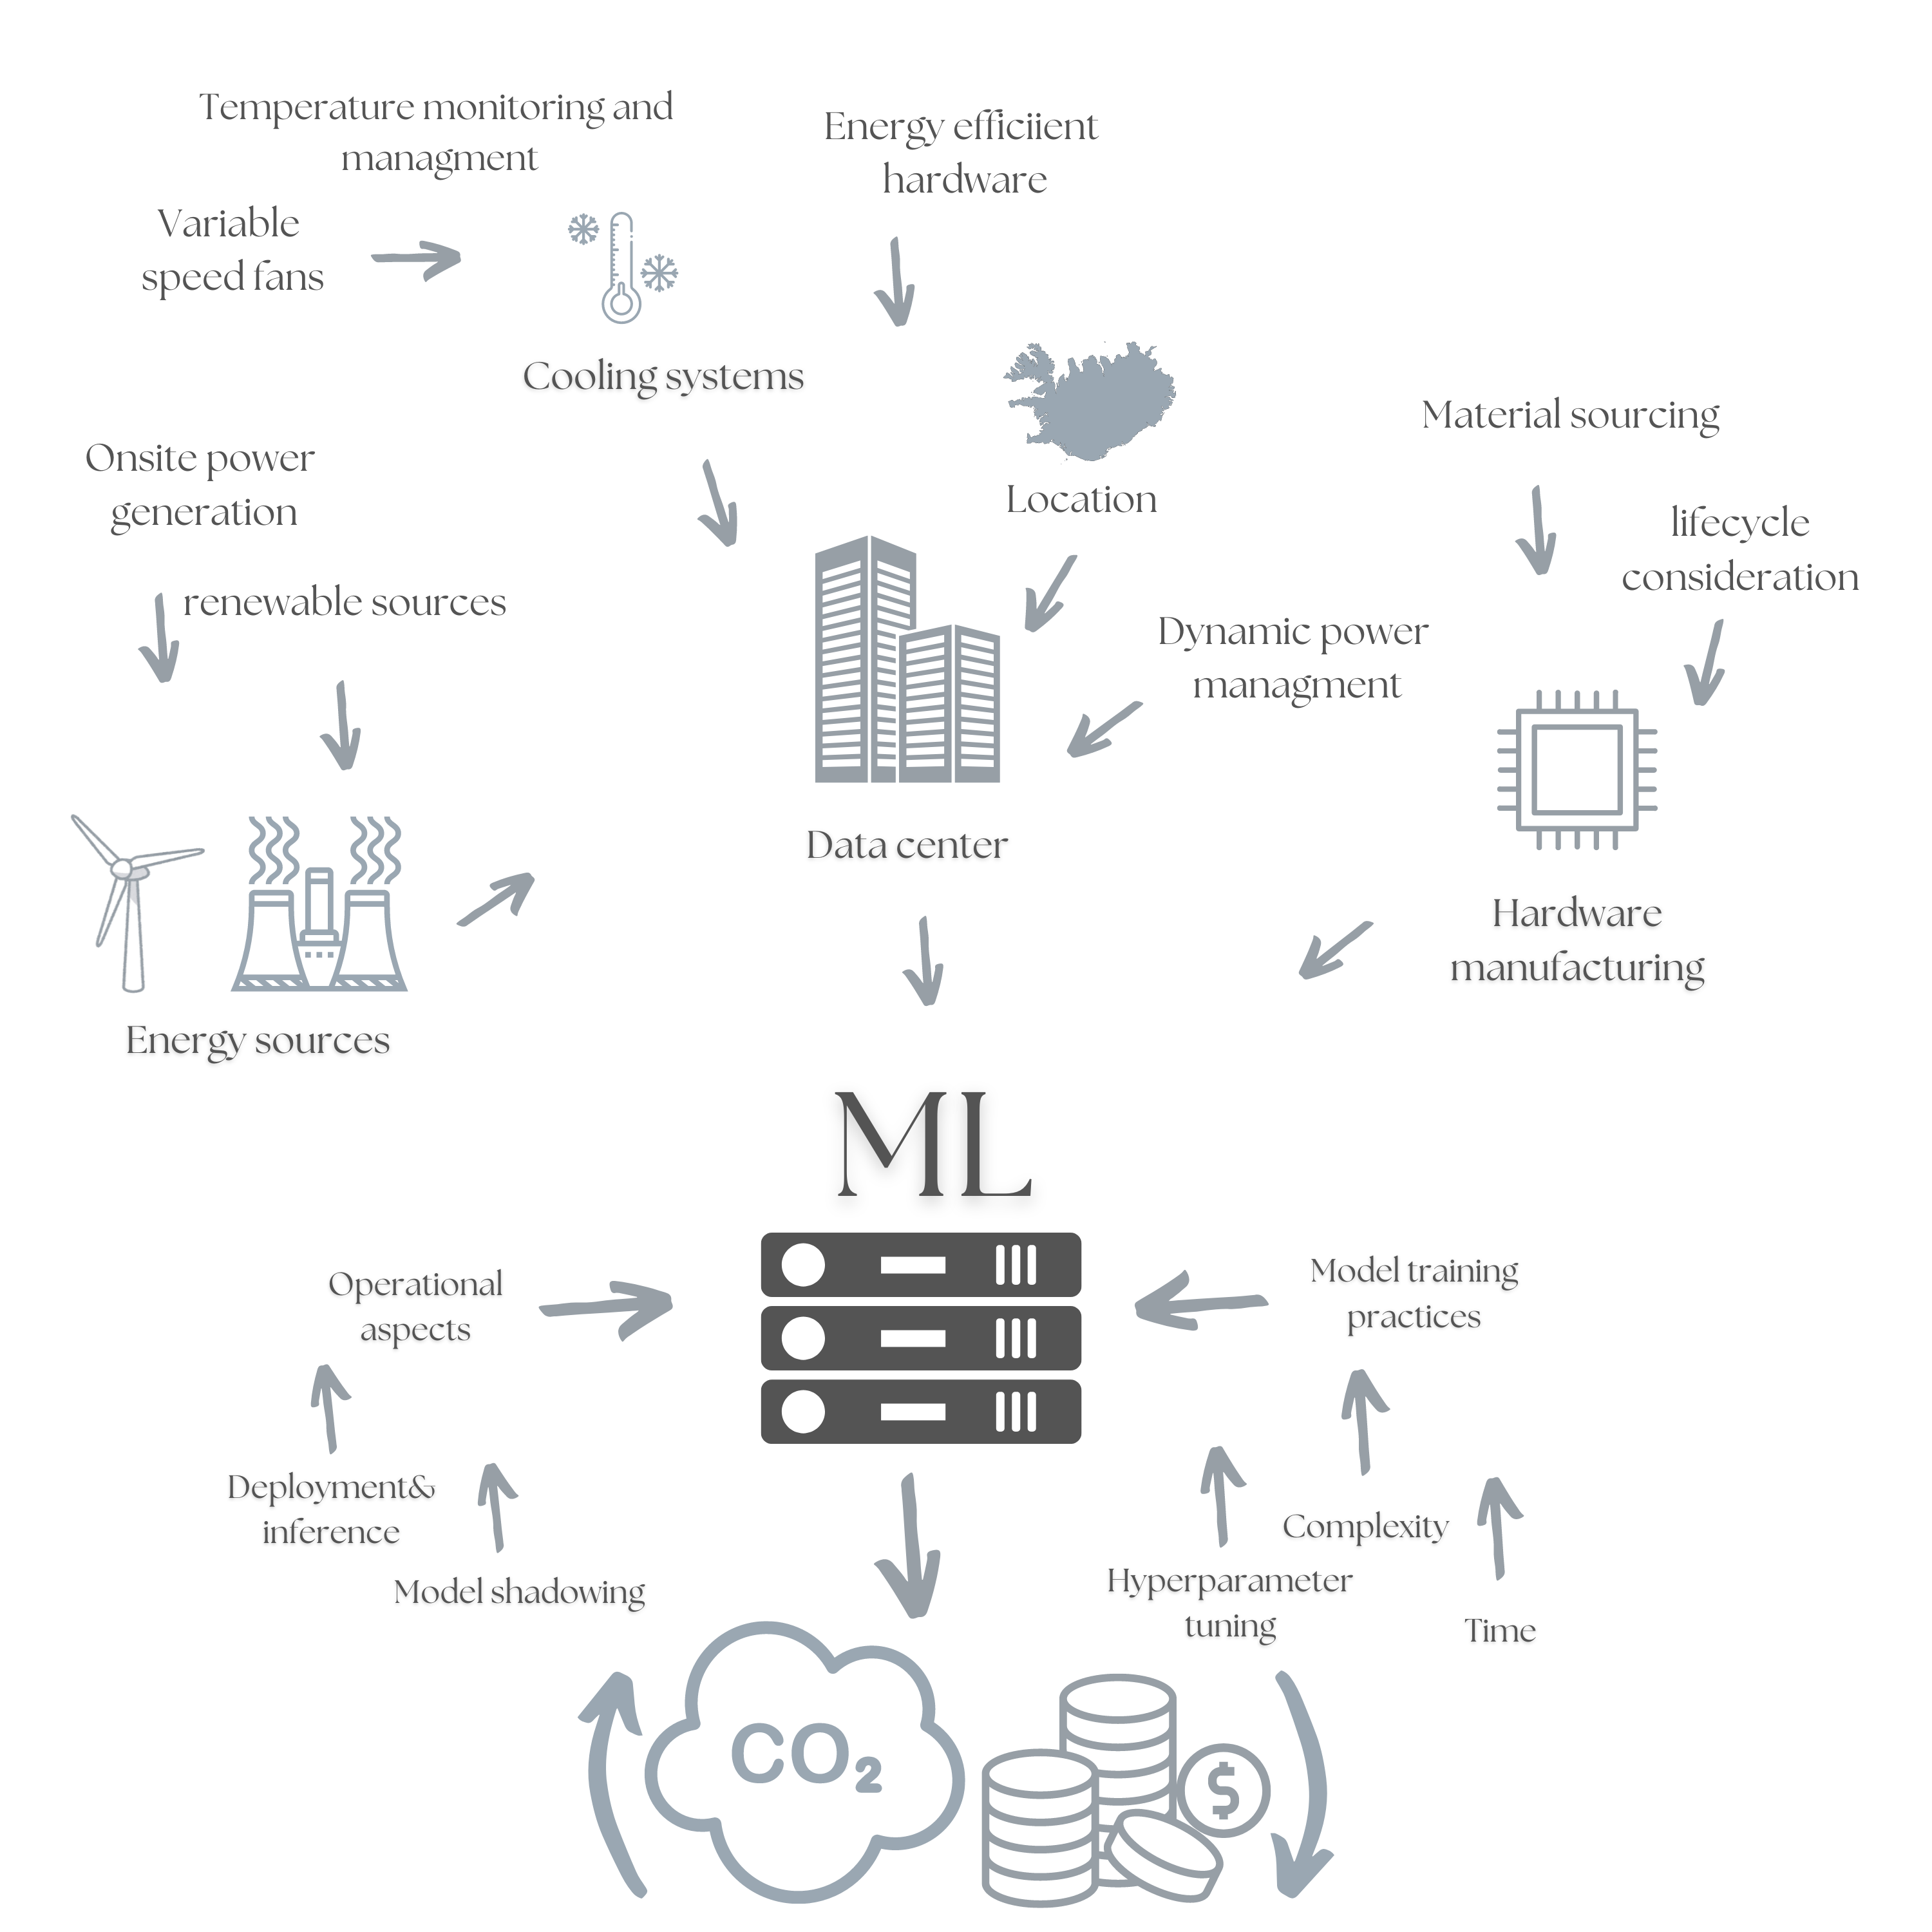 Temperature monitoring and
managment
Variable
speed fans
Energy efficiient
hardware
Cooling systems
Location
Onsite power
generation
renewable sources
Material sourcing
lifecycle
consideration
Dynamic power
managment
Data center
Hardware
manufacturing
Energy sources
ML
Operational
aspects
Model training
practices
Deployment&
inference
Model shadowing
Complexity
Hyperparameter
tuning
Time
CO₂
$